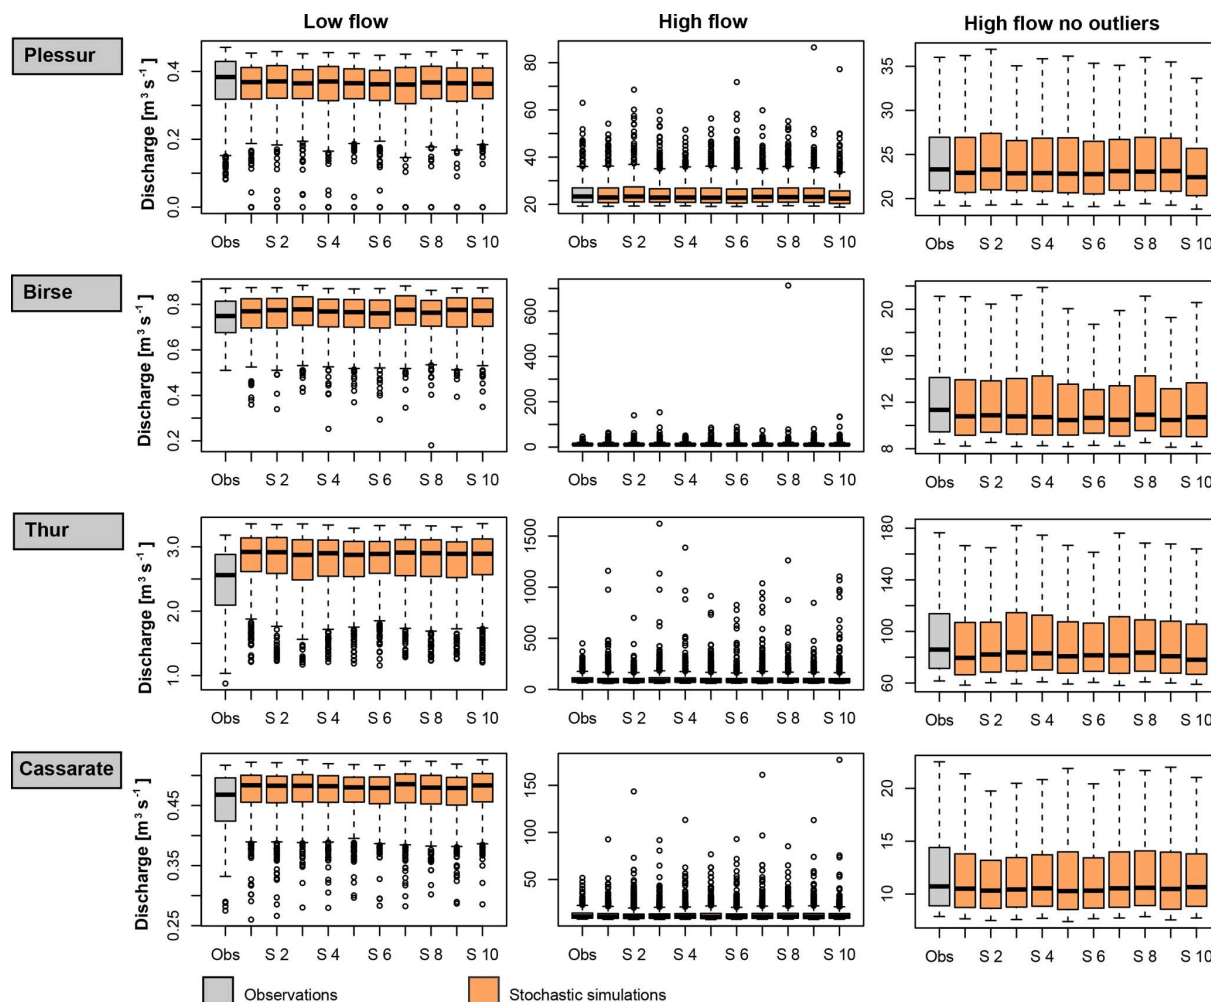 Low flow High flow High flow no outliers
Plessur
Discharge [m³ s⁻¹]
0.0 0.2 0.4
20 40 60 80
20 25 30 35
Obs S 2 S 4 S 6 S 8 S 10 Obs S 2 S 4 S 6 S 8 S 10 Obs S 2 S 4 S 6 S 8 S 10
Birse
Discharge [m³ s⁻¹]
0.2 0.4 0.6 0.8
0 200 400 600
8 12 16 20
Obs S 2 S 4 S 6 S 8 S 10 Obs S 2 S 4 S 6 S 8 S 10 Obs S 2 S 4 S 6 S 8 S 10
Thur
Discharge [m³ s⁻¹]
1.0 2.0 3.0
0 500 1000 1500
60 100 140 180
Obs S 2 S 4 S 6 S 8 S 10 Obs S 2 S 4 S 6 S 8 S 10 Obs S 2 S 4 S 6 S 8 S 10
Cassarate
Discharge [m³ s⁻¹]
0.25 0.35 0.45
50 100 150
10 15 20
Obs S 2 S 4 S 6 S 8 S 10 Obs S 2 S 4 S 6 S 8 S 10 Obs S 2 S 4 S 6 S 8 S 10
Observations Stochastic simulations